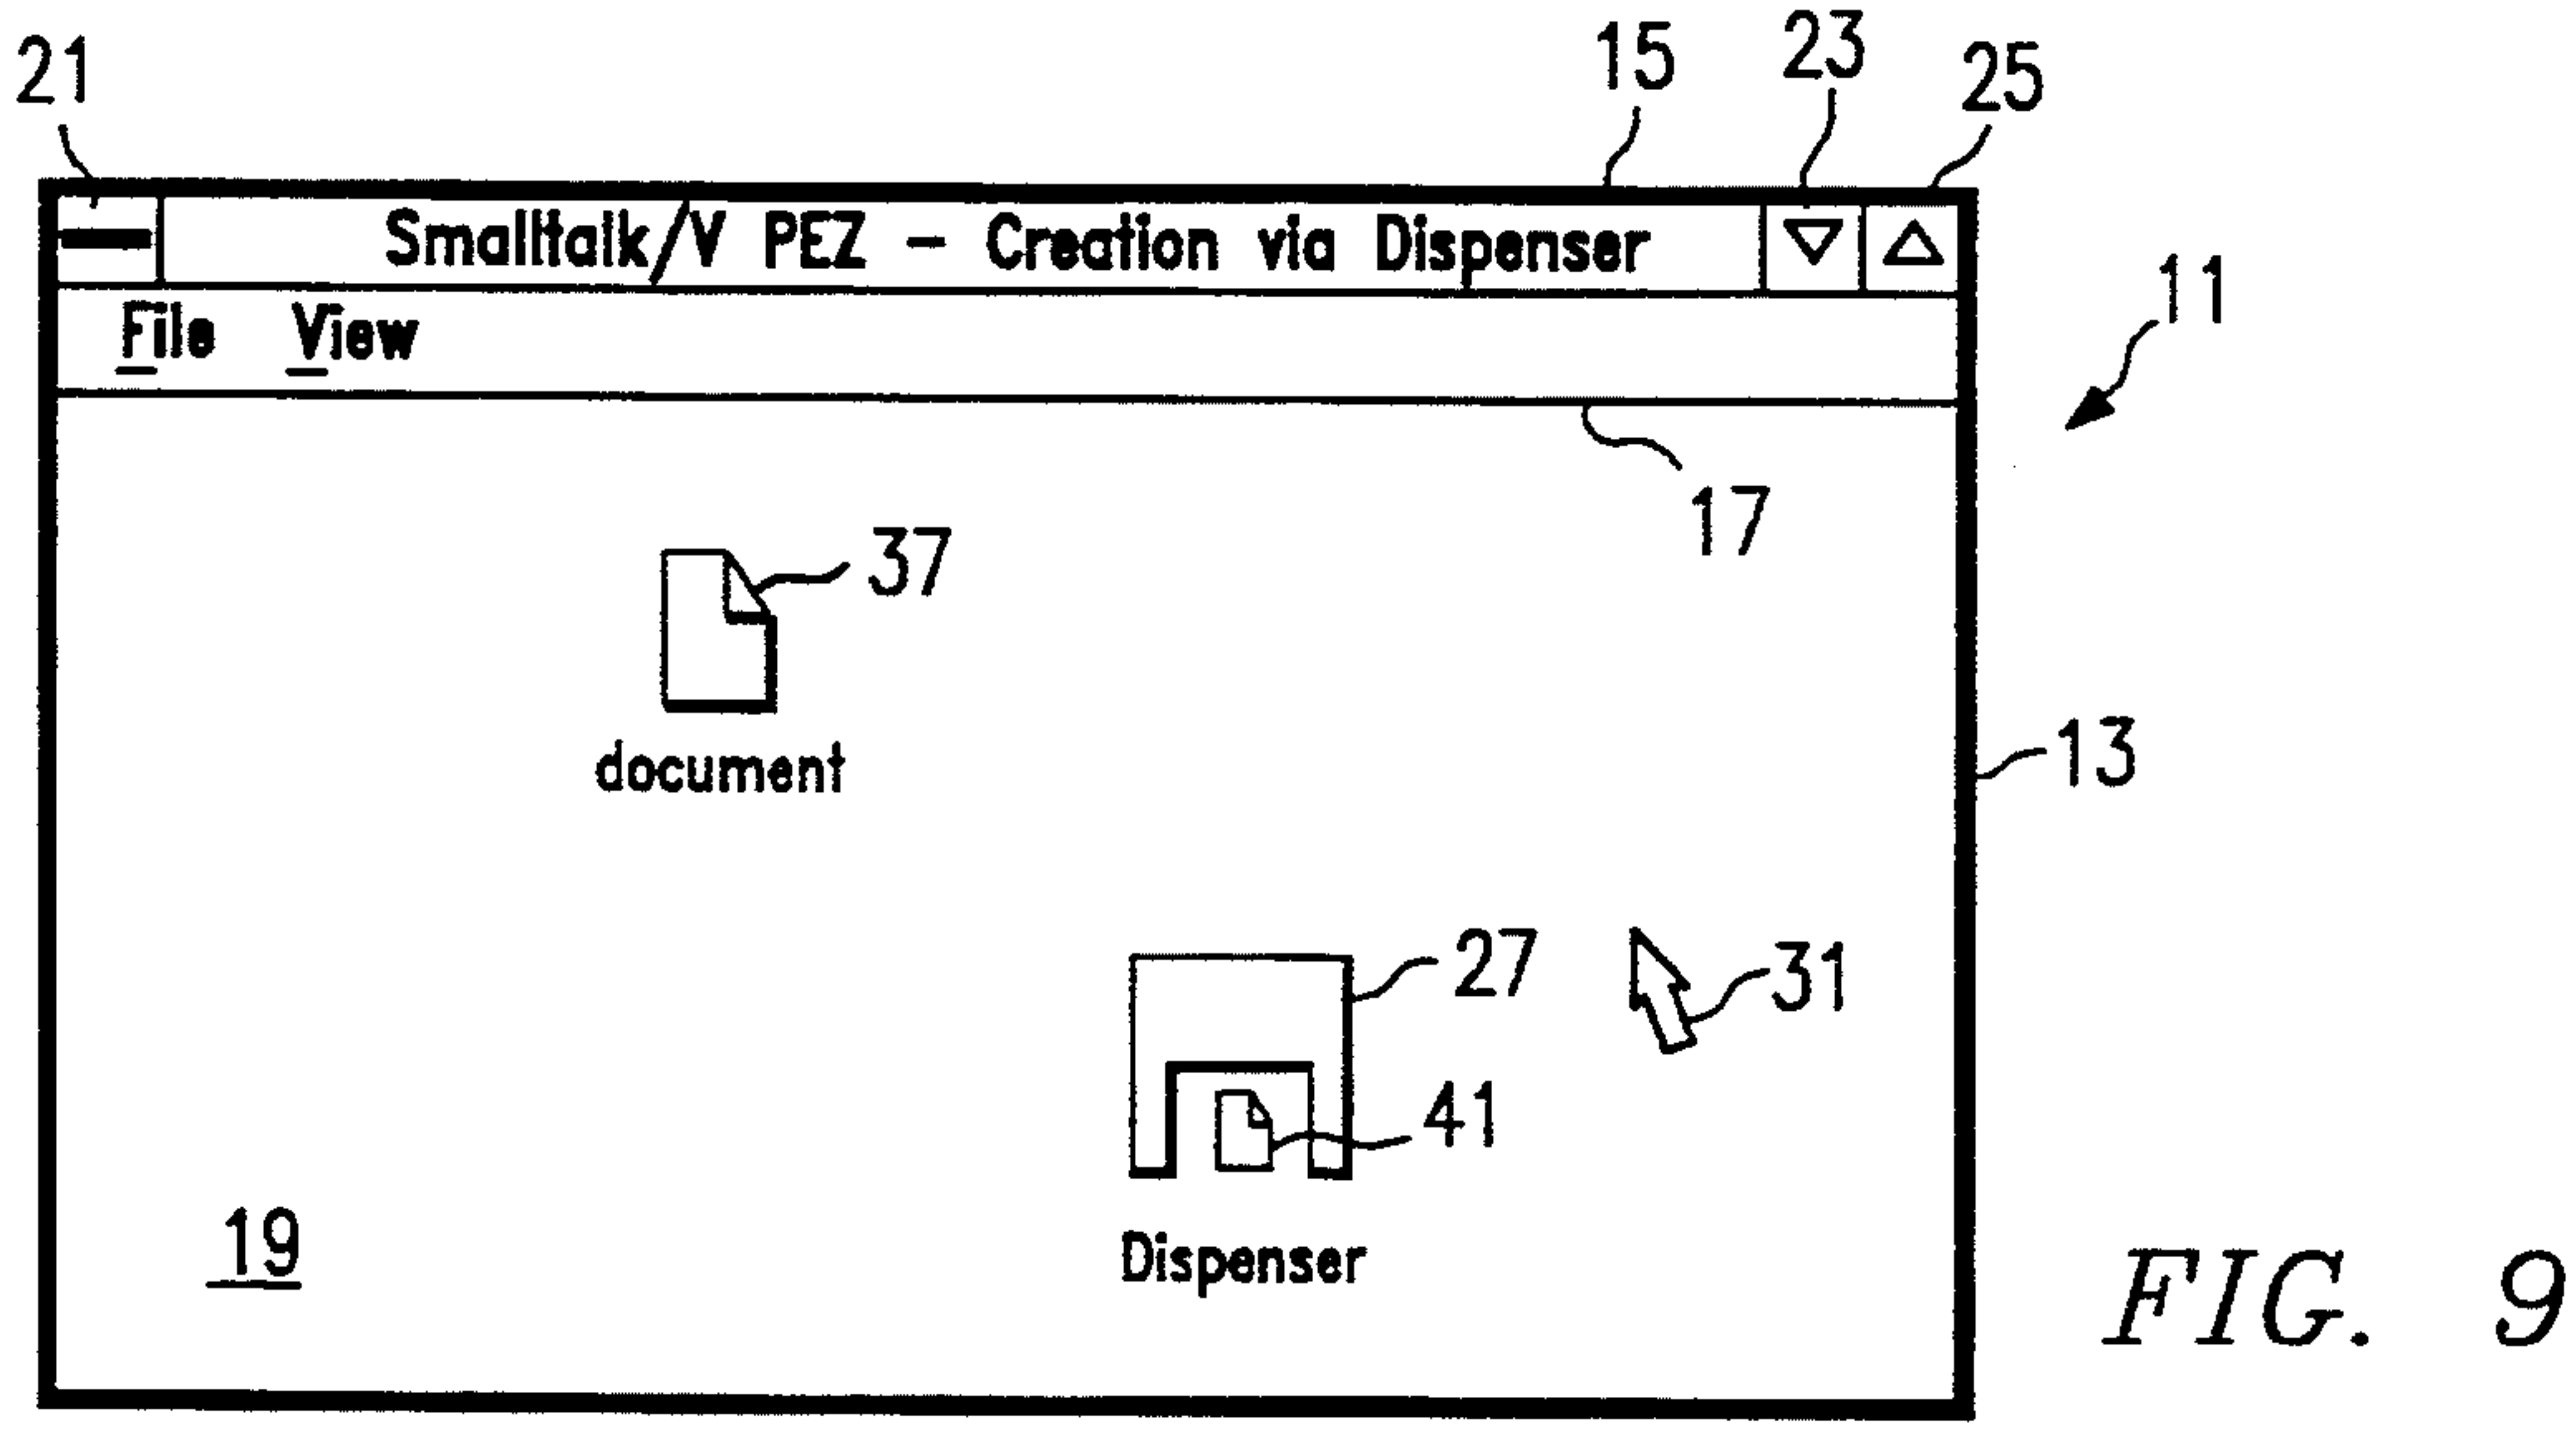 21
15
23
25
Smalltalk/V PEZ - Creation via Dispenser
File View
11
17
37
document
13
27
31
41
Dispenser
19
FIG. 9